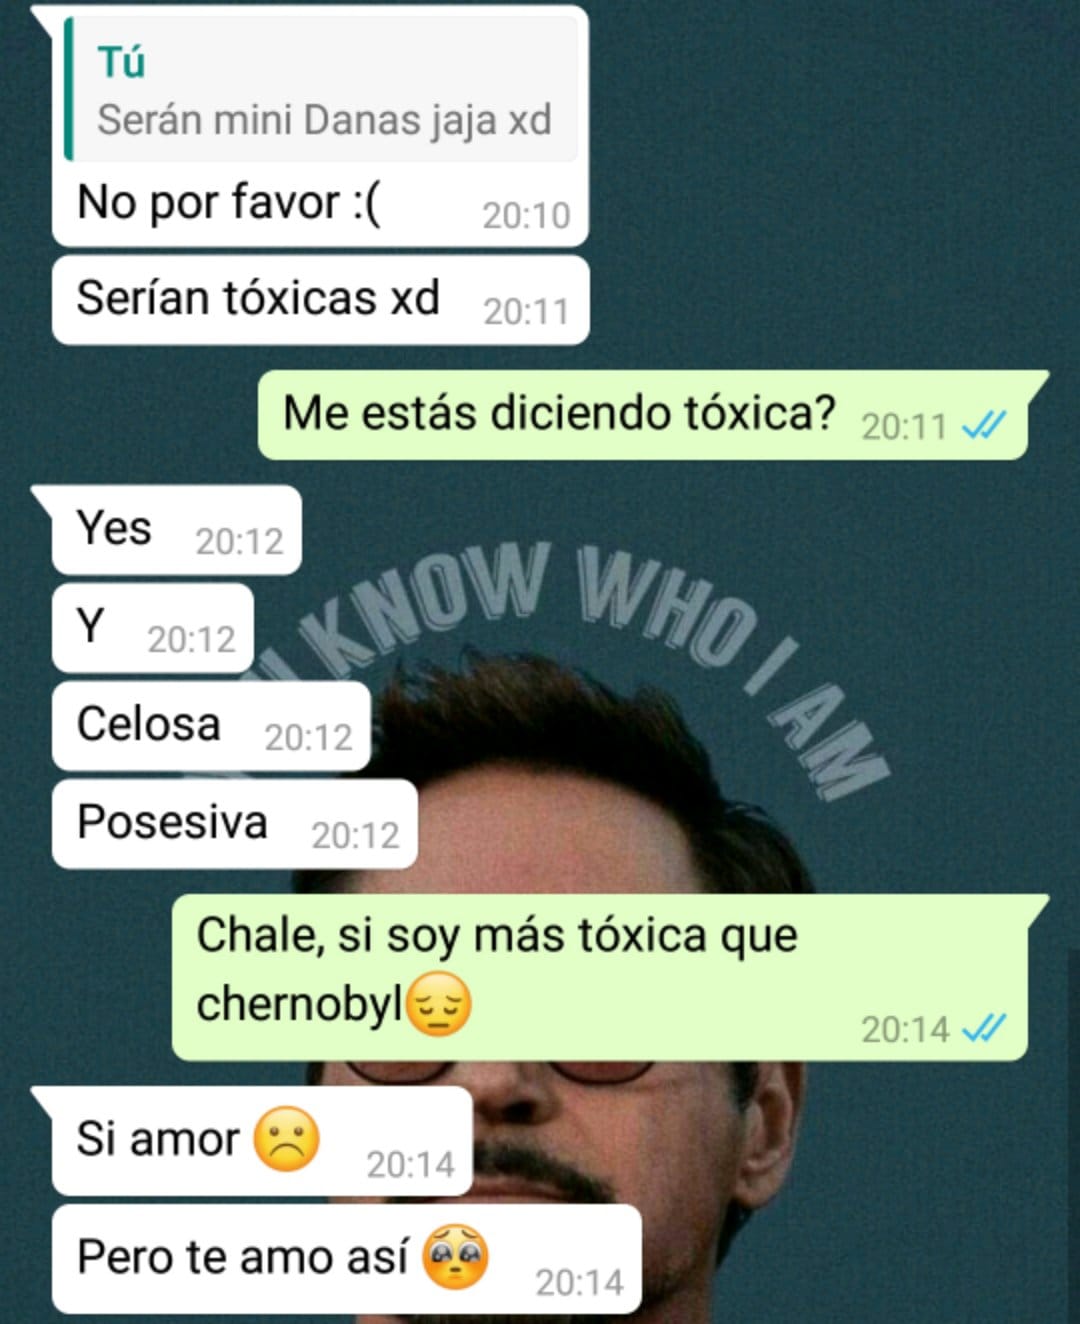 Tú
Serán mini Danas jaja xd
No por favor :(
20:10
Serían tóxicas xd
20:11
Me estás diciendo tóxica?
20:11
Yes
20:12
Y
20:12
KNOW WHO I AM
Celosa
20:12
Posesiva
20:12
Chale, si soy más tóxica que
chernobyl😔
20:14
Si amor ☹️
20:14
Pero te amo así 🥺
20:14